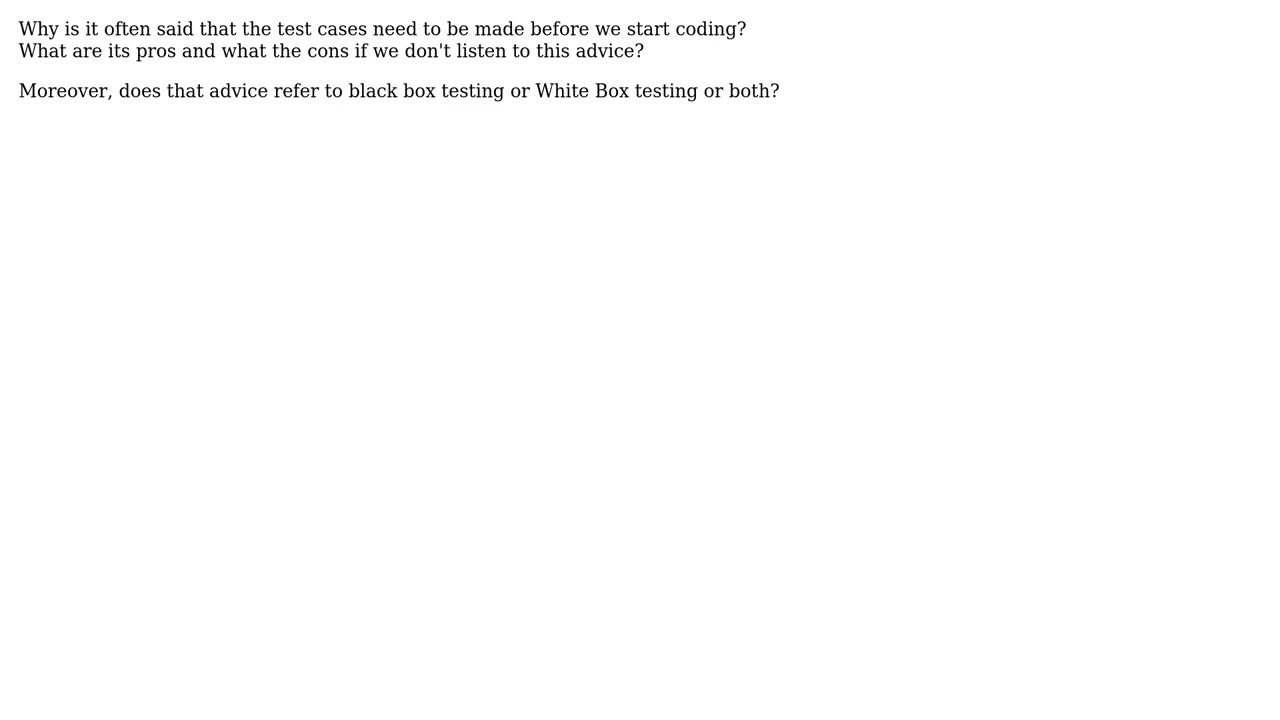 Why is it often said that the test cases need to be made before we start coding?
What are its pros and what the cons if we don't listen to this advice?
Moreover, does that advice refer to black box testing or White Box testing or both?